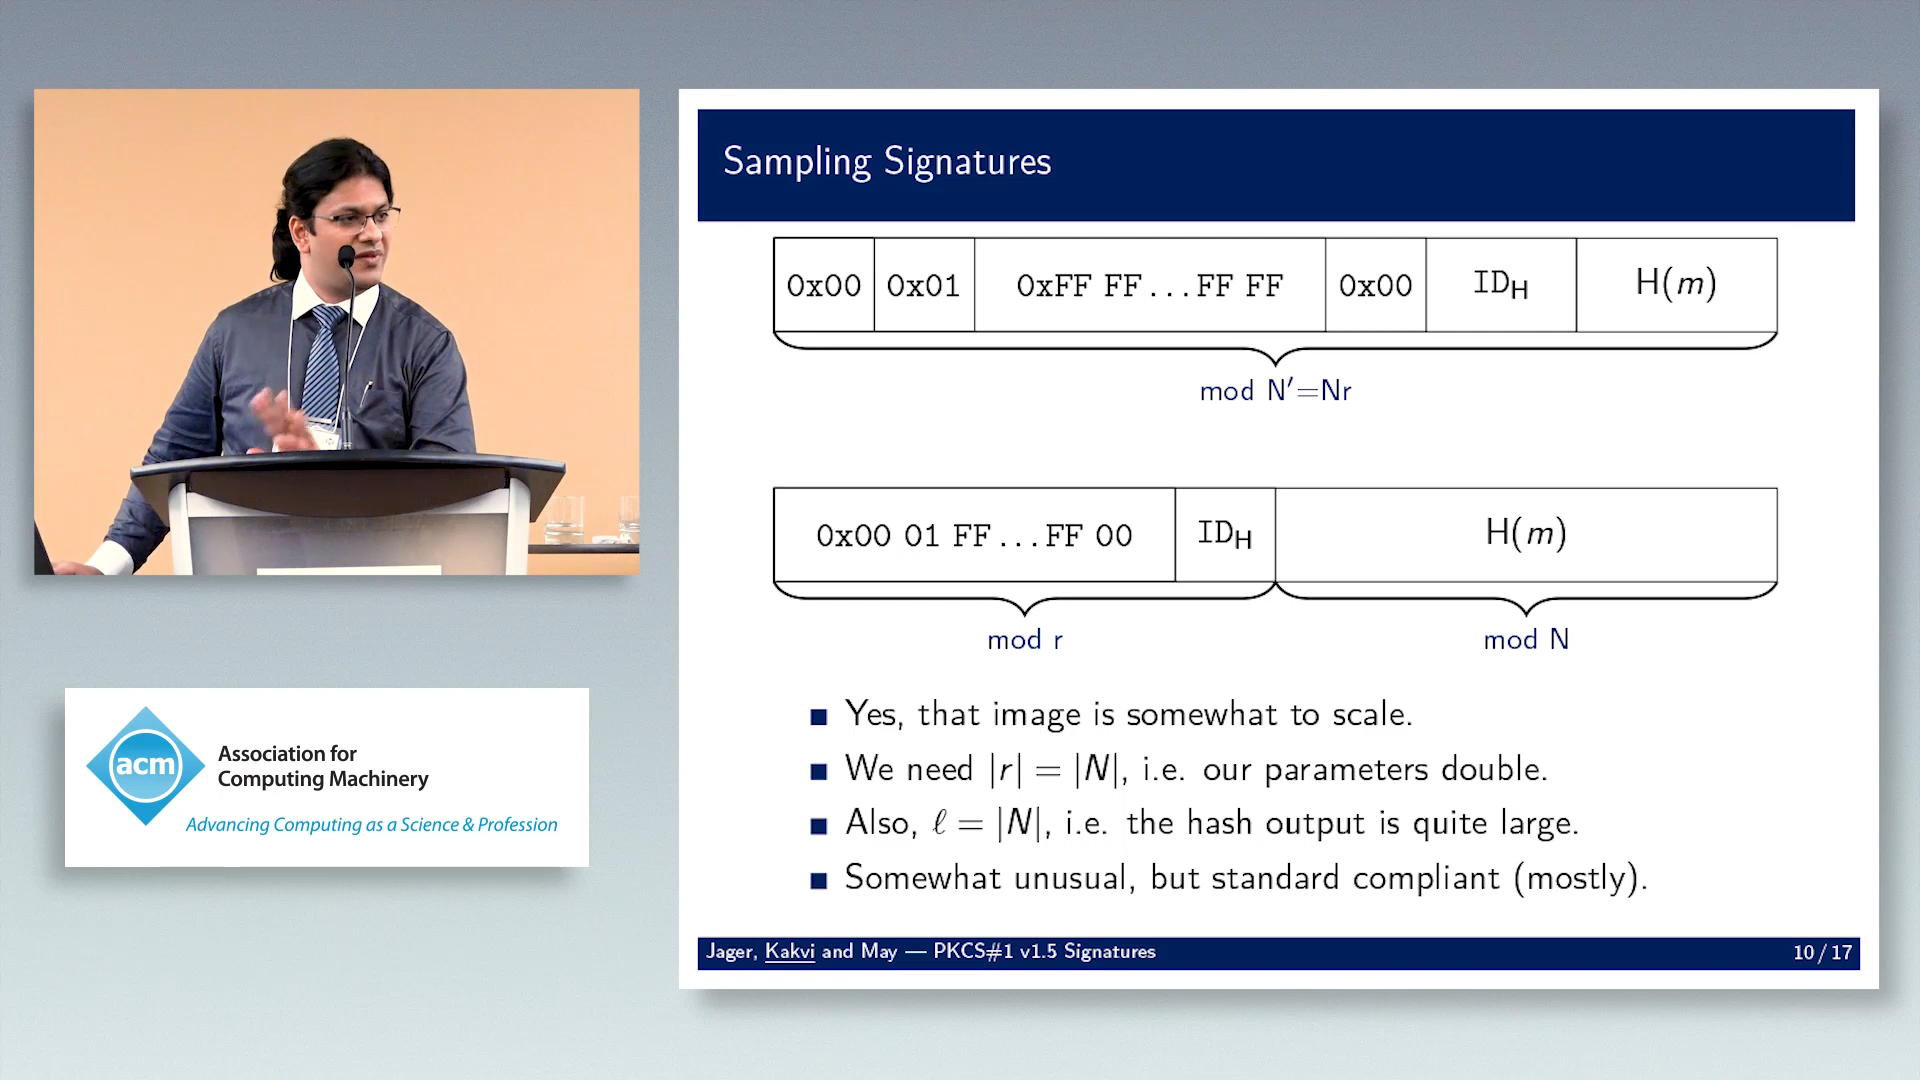 Sampling Signatures
0x00 0x01 0xFF FF...FF FF 0x00 IDH H(m)
mod N′=Nr
0x00 01 FF...FF 00 IDH H(m)
mod r mod N
Yes, that image is somewhat to scale.
We need |r| = |N|, i.e. our parameters double.
Also, ℓ = |N|, i.e. the hash output is quite large.
Somewhat unusual, but standard compliant (mostly).
Jager, Kakvi and May — PKCS#1 v1.5 Signatures 10 / 17
acm
Association for
Computing Machinery
Advancing Computing as a Science & Profession